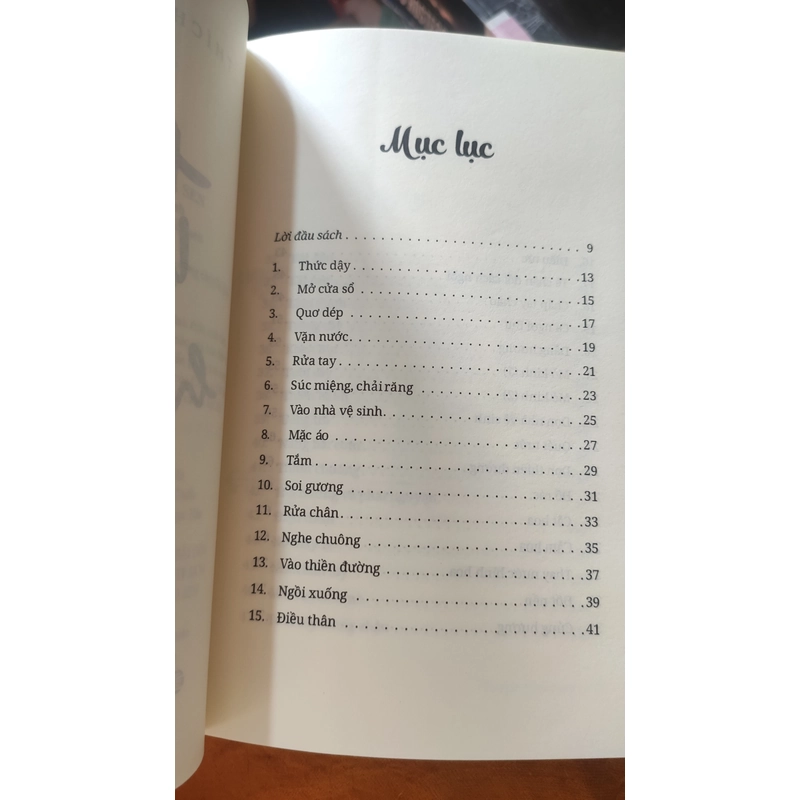 Mục lục
Lời đầu sách . . . . . . . . . . . . . . . . . . . . . . . . . . 9
1. Thức dậy . . . . . . . . . . . . . . . . . . . . . . . . . 13
2. Mở cửa sổ . . . . . . . . . . . . . . . . . . . . . . . . 15
3. Quơ dép . . . . . . . . . . . . . . . . . . . . . . . . . 17
4. Vặn nước. . . . . . . . . . . . . . . . . . . . . . . . . 19
5. Rửa tay . . . . . . . . . . . . . . . . . . . . . . . . . . 21
6. Súc miệng, chải răng . . . . . . . . . . . . . . . . . 23
7. Vào nhà vệ sinh. . . . . . . . . . . . . . . . . . . . . 25
8. Mặc áo . . . . . . . . . . . . . . . . . . . . . . . . . . 27
9. Tắm . . . . . . . . . . . . . . . . . . . . . . . . . . . . 29
10. Soi gương . . . . . . . . . . . . . . . . . . . . . . . . 31
11. Rửa chân. . . . . . . . . . . . . . . . . . . . . . . . . 33
12. Nghe chuông . . . . . . . . . . . . . . . . . . . . . . 35
13. Vào thiền đường . . . . . . . . . . . . . . . . . . . . 37
14. Ngồi xuống . . . . . . . . . . . . . . . . . . . . . . . 39
15. Điều thân . . . . . . . . . . . . . . . . . . . . . . . . 41